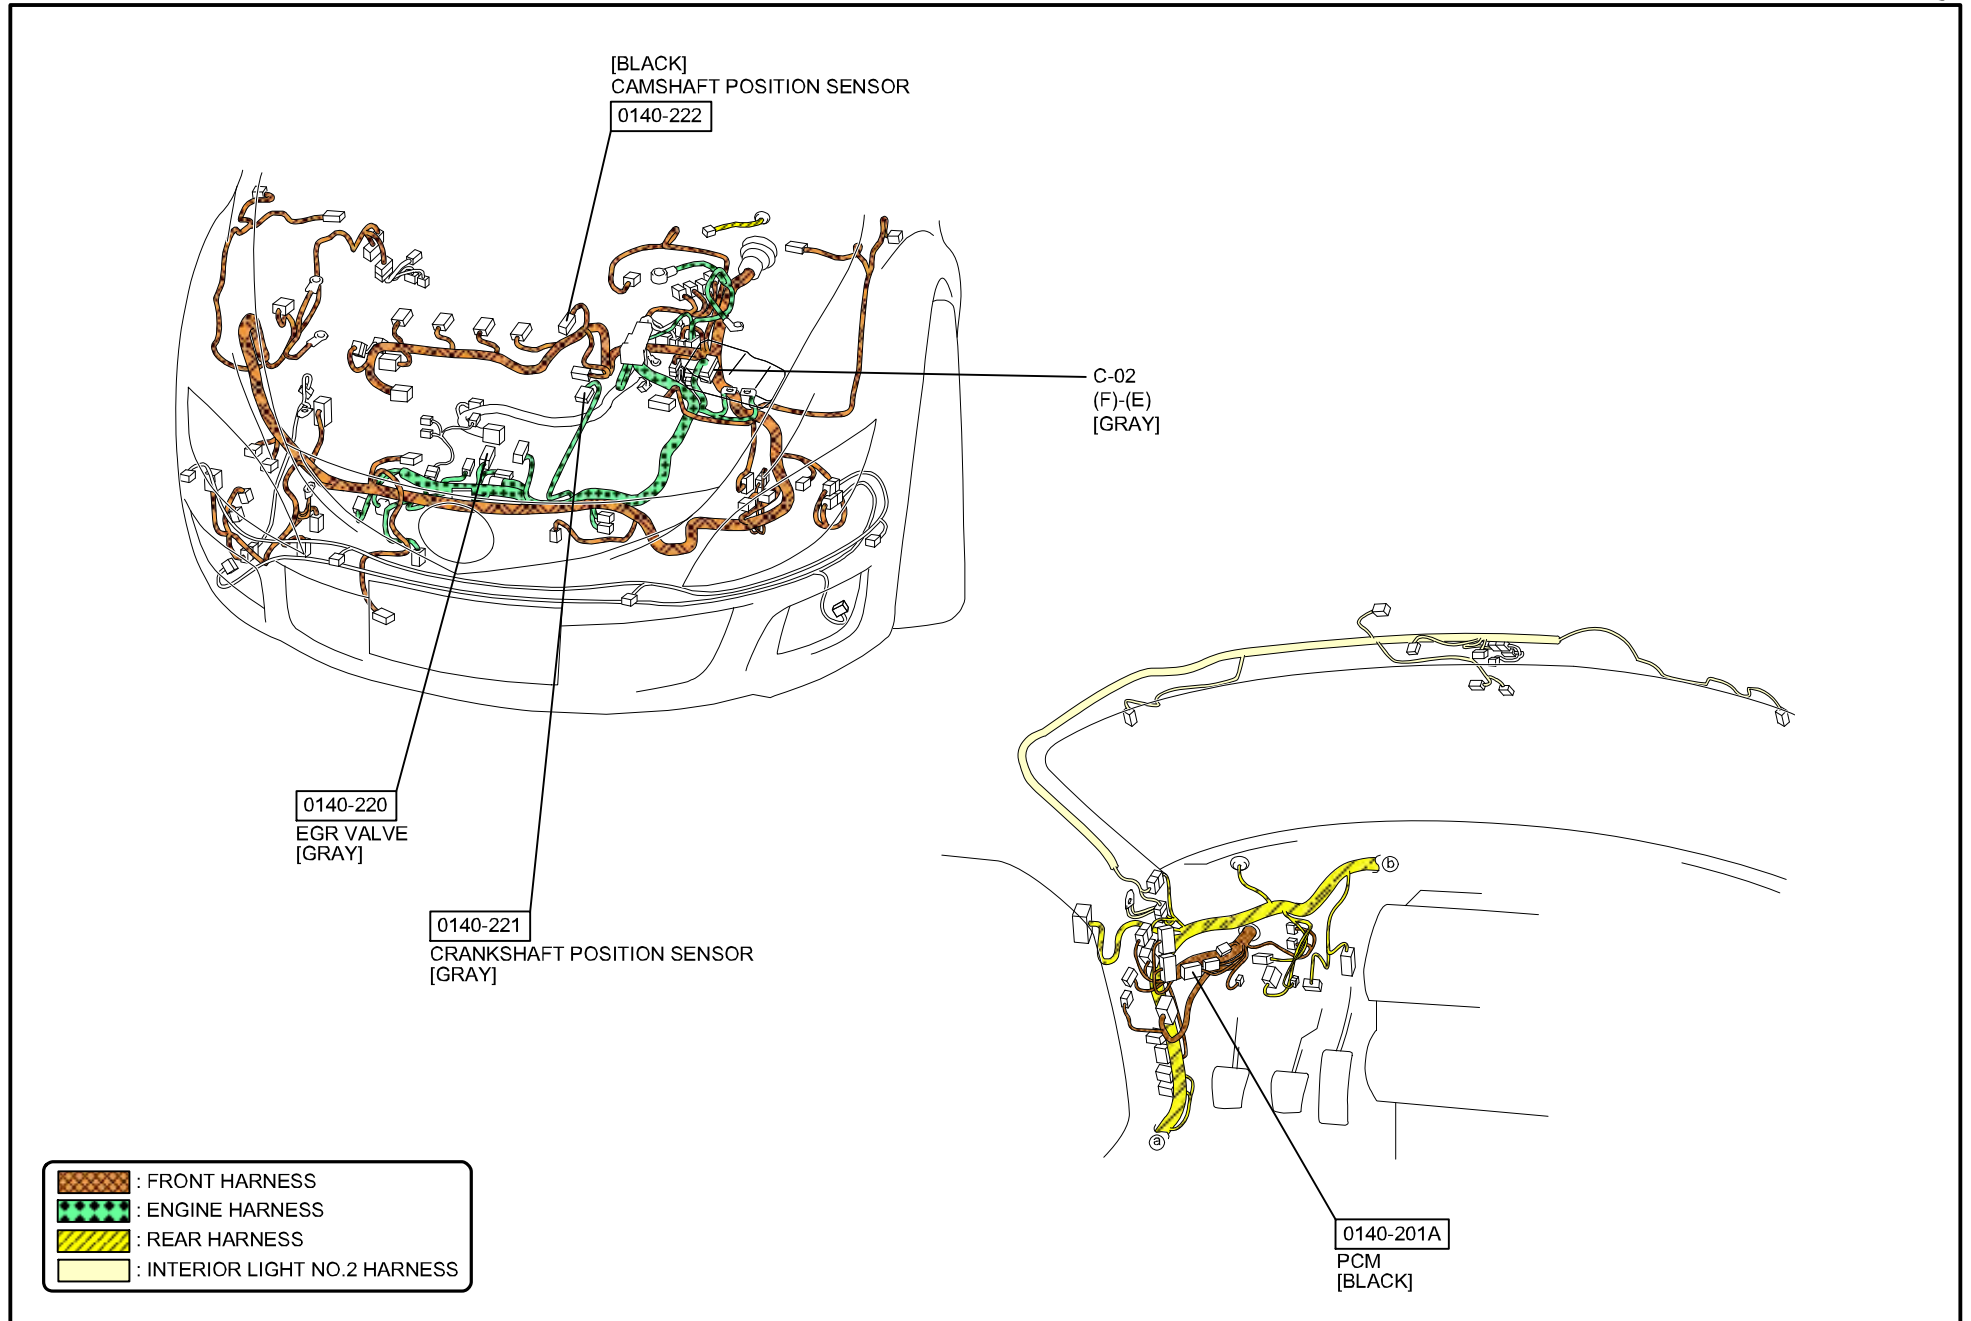 [BLACK]
CAMSHAFT POSITION SENSOR
0140-222
C-02
(F)-(E)
[GRAY]
0140-220
EGR VALVE
[GRAY]
0140-221
CRANKSHAFT POSITION SENSOR
[GRAY]
b
a
0140-201A
PCM
[BLACK]
: FRONT HARNESS
: ENGINE HARNESS
: REAR HARNESS
: INTERIOR LIGHT NO.2 HARNESS